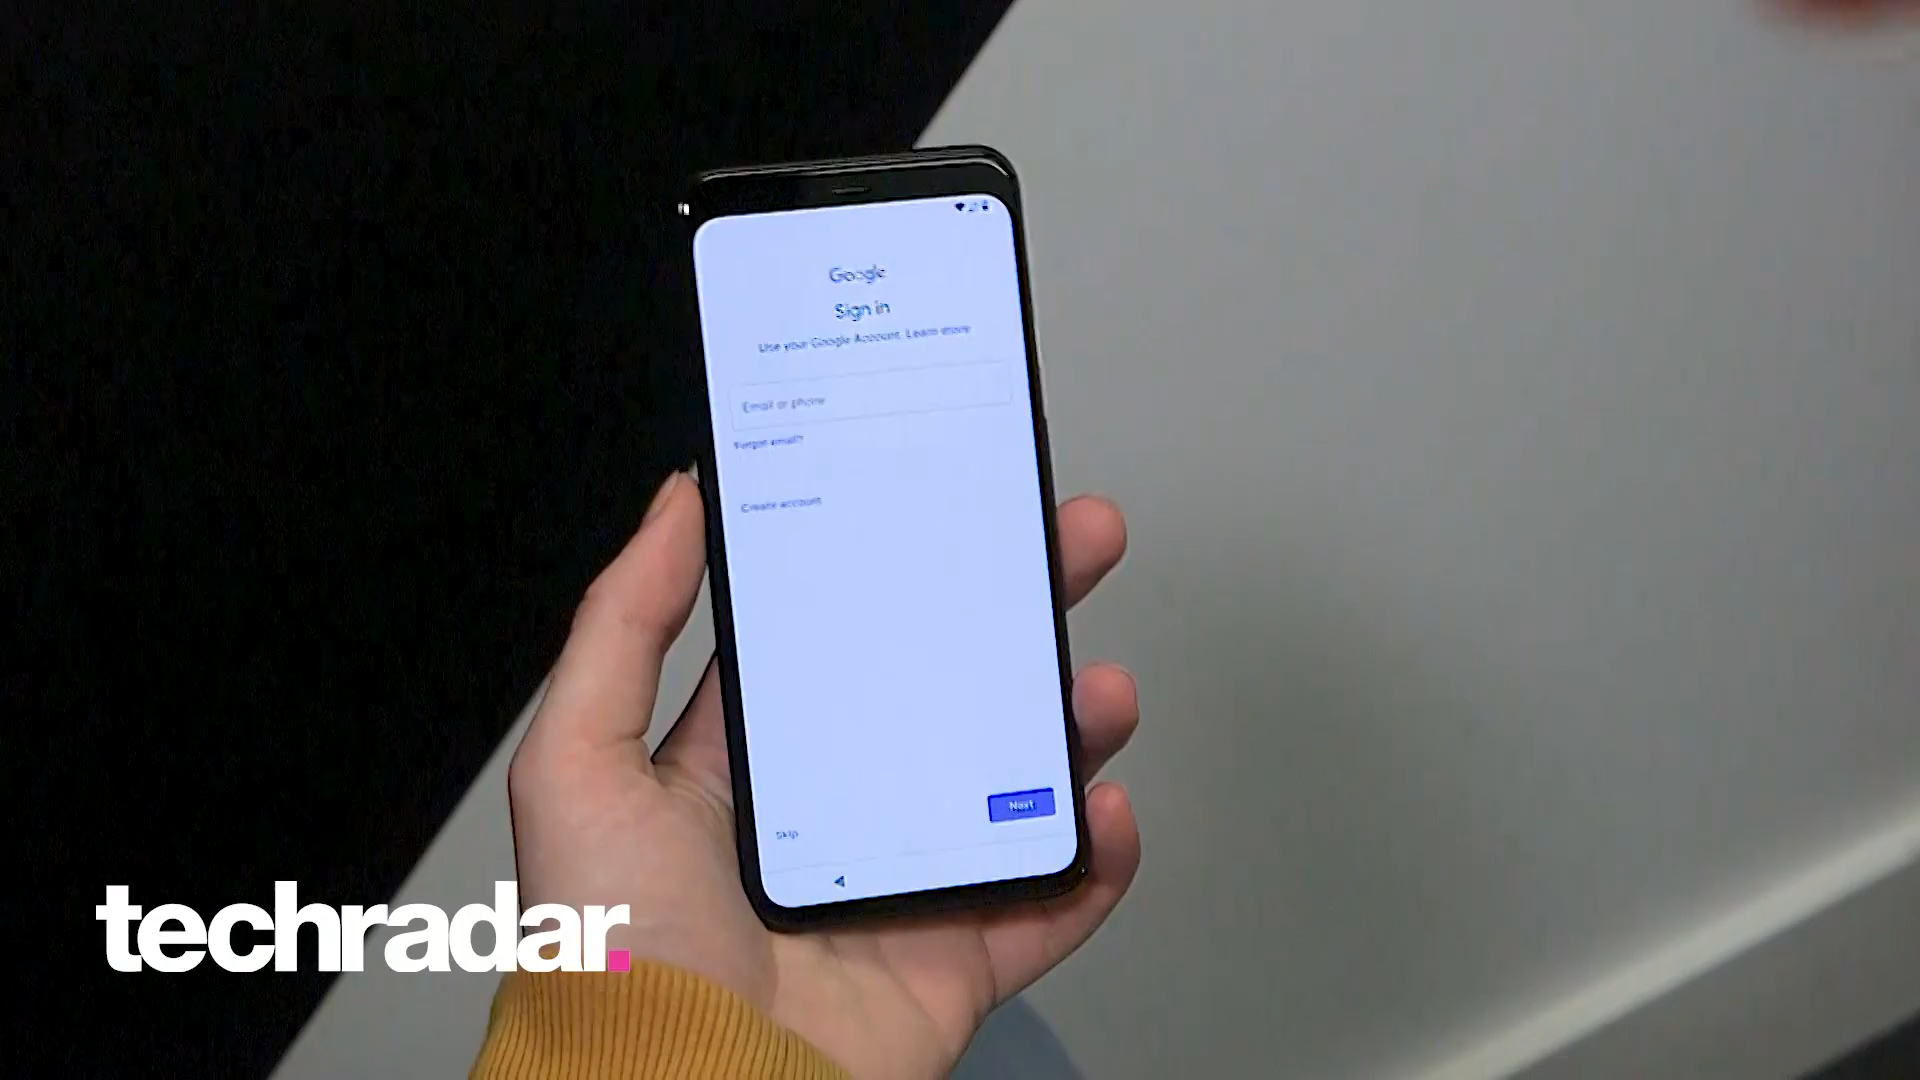 Google
Sign in
Use your Google Account. Learn more
Email or phone
Forgot email?
Create account
Next
Skip
techradar.